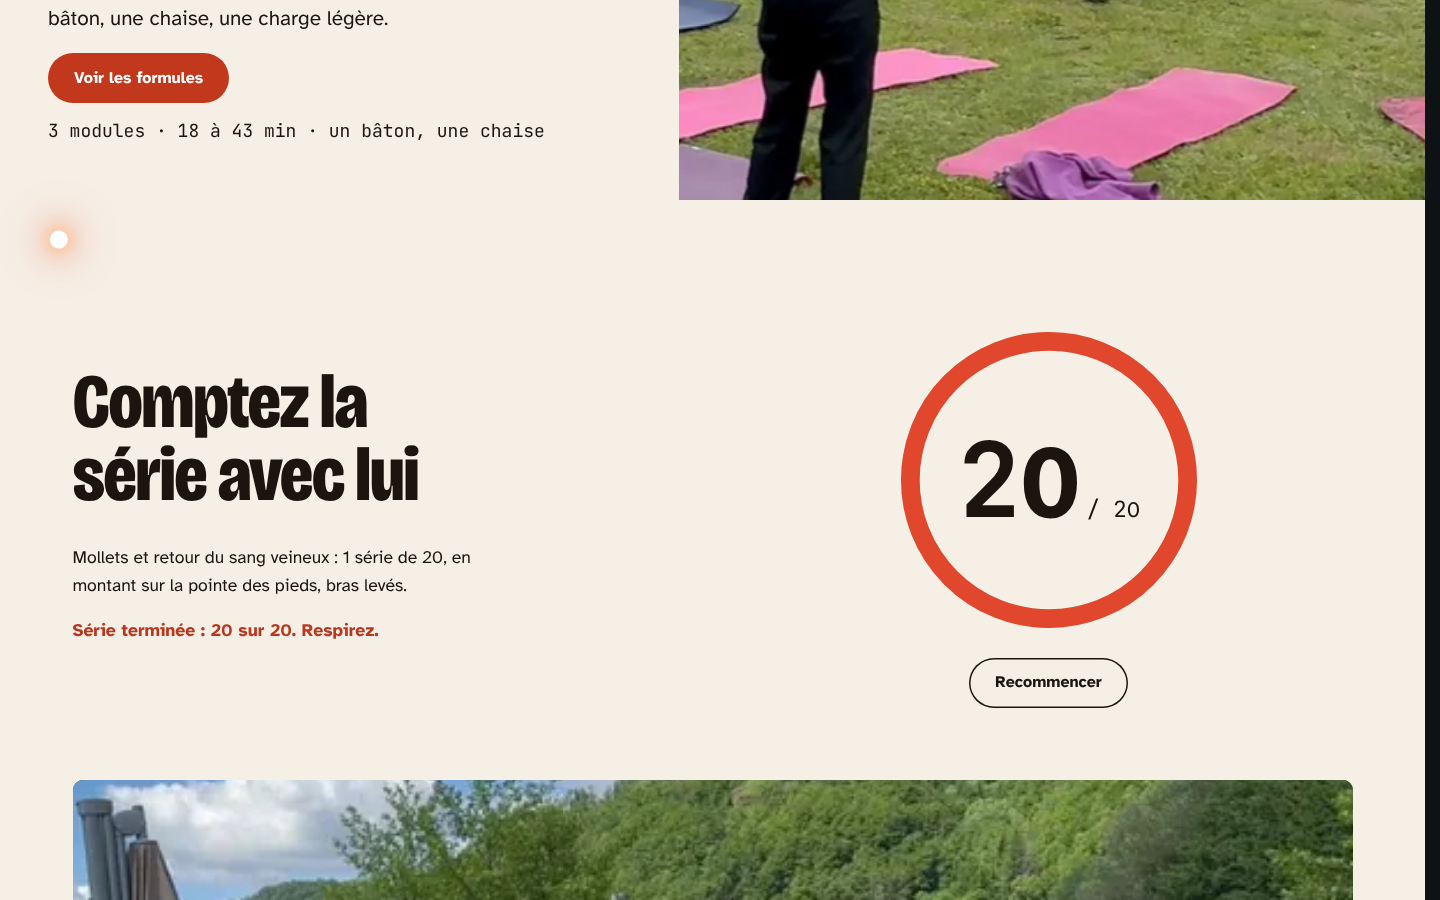 bâton, une chaise, une charge légère.
Voir les formules
3 modules · 18 à 43 min · un bâton, une chaise
Comptez la
série avec lui
Mollets et retour du sang veineux : 1 série de 20, en
montant sur la pointe des pieds, bras levés.
Série terminée : 20 sur 20. Respirez.
20 / 20
Recommencer